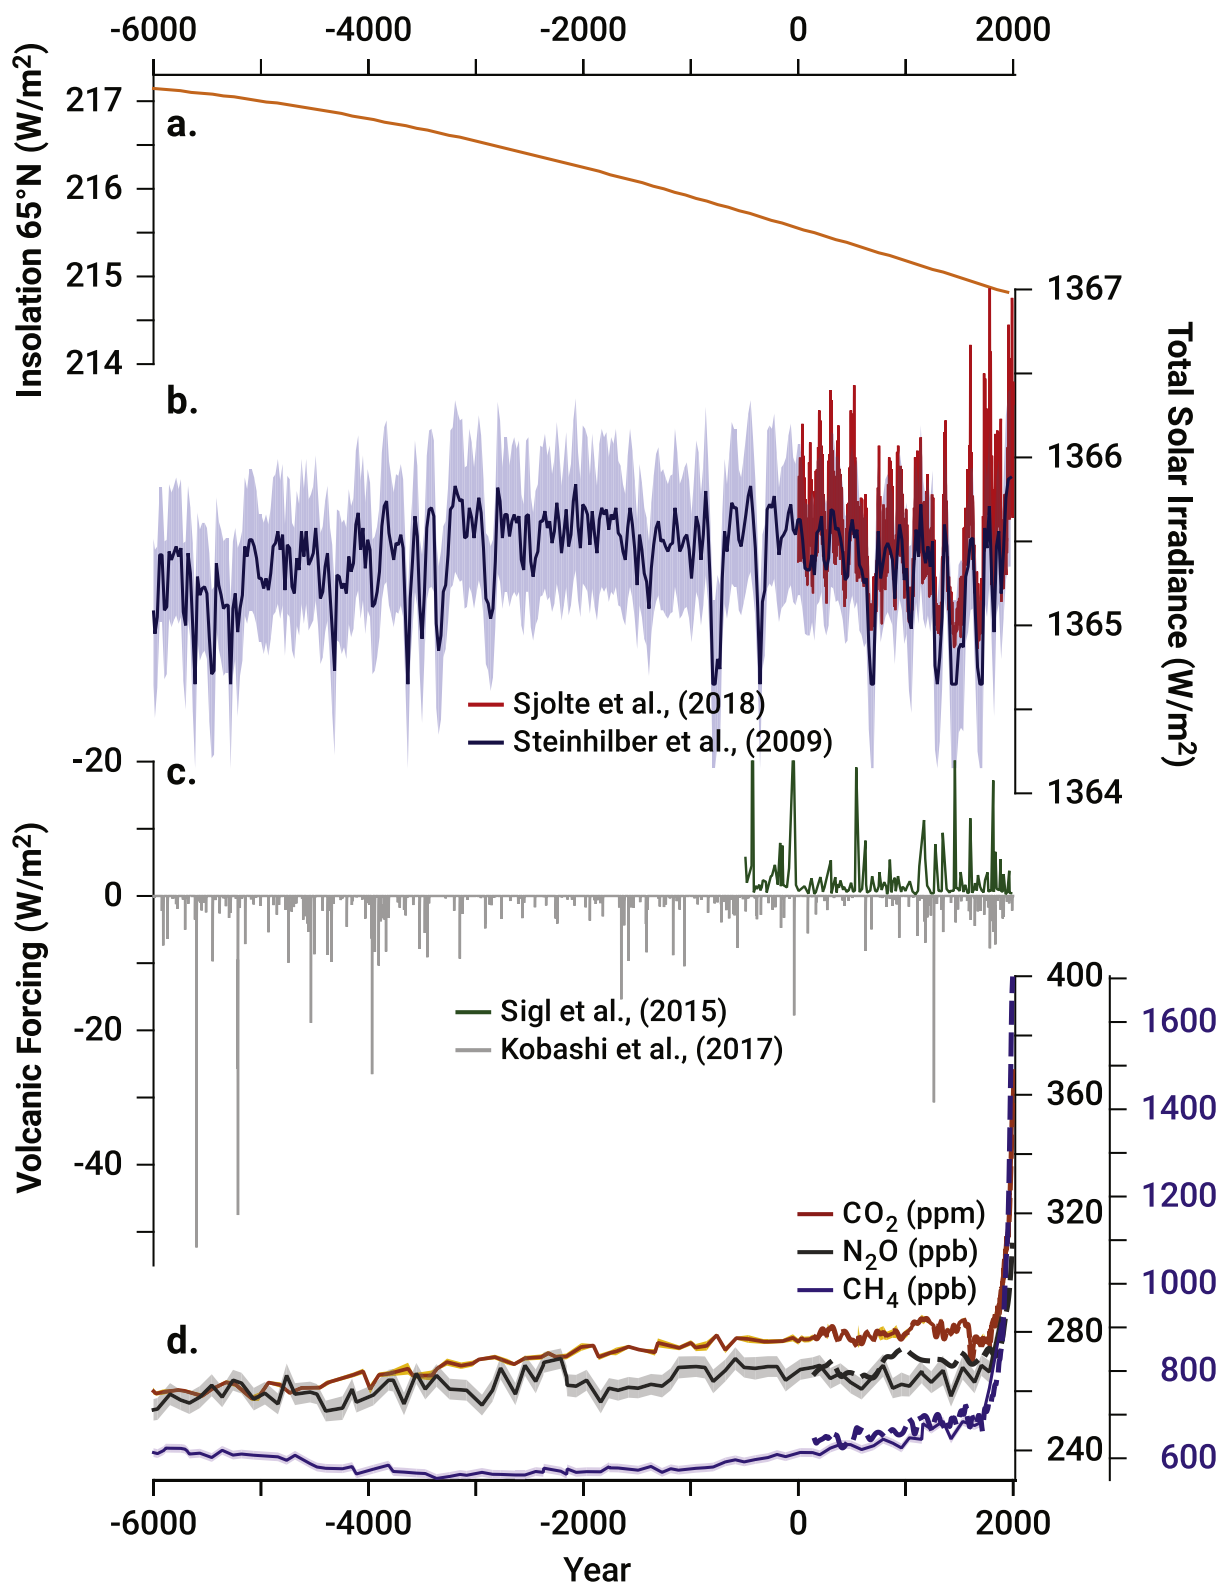 -6000 -4000 -2000 0 2000
Insolation 65°N (W/m²)
217
216
215
214
a.
1367
1366
1365
1364
Total Solar Irradiance (W/m²)
b.
Sjolte et al., (2018)
Steinhilber et al., (2009)
-20
0
-20
-40
Volcanic Forcing (W/m²)
c.
Sigl et al., (2015)
Kobashi et al., (2017)
400
360
320
280
240
1600
1400
1200
1000
800
600
CO₂ (ppm)
N₂O (ppb)
CH₄ (ppb)
d.
-6000 -4000 -2000 0 2000
Year